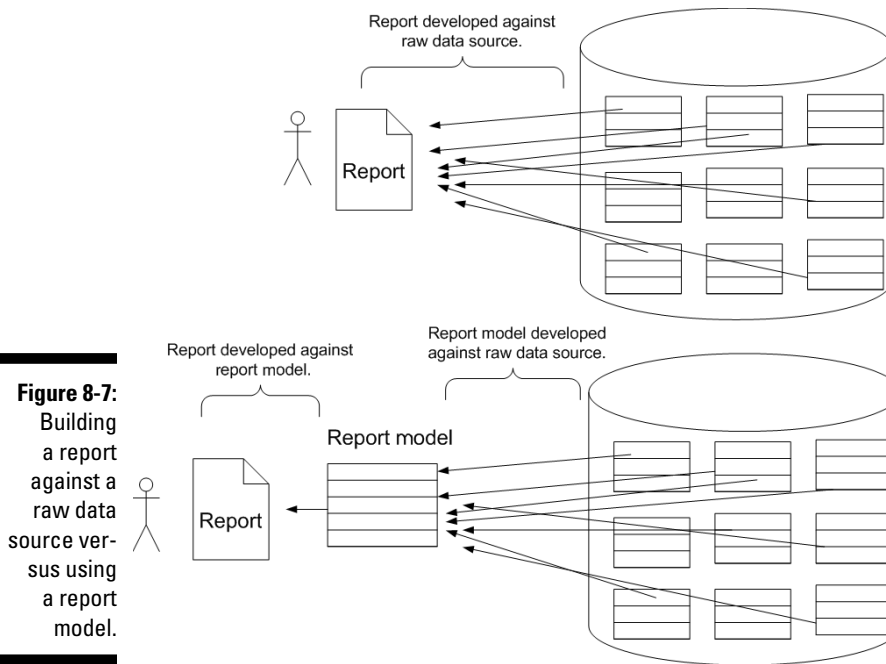 Report developed against
raw data source.
Report
Report developed against
report model.
Report model developed
against raw data source.
Report model
Report
Figure 8-7:
Building
a report
against a
raw data
source ver-
sus using
a report
model.